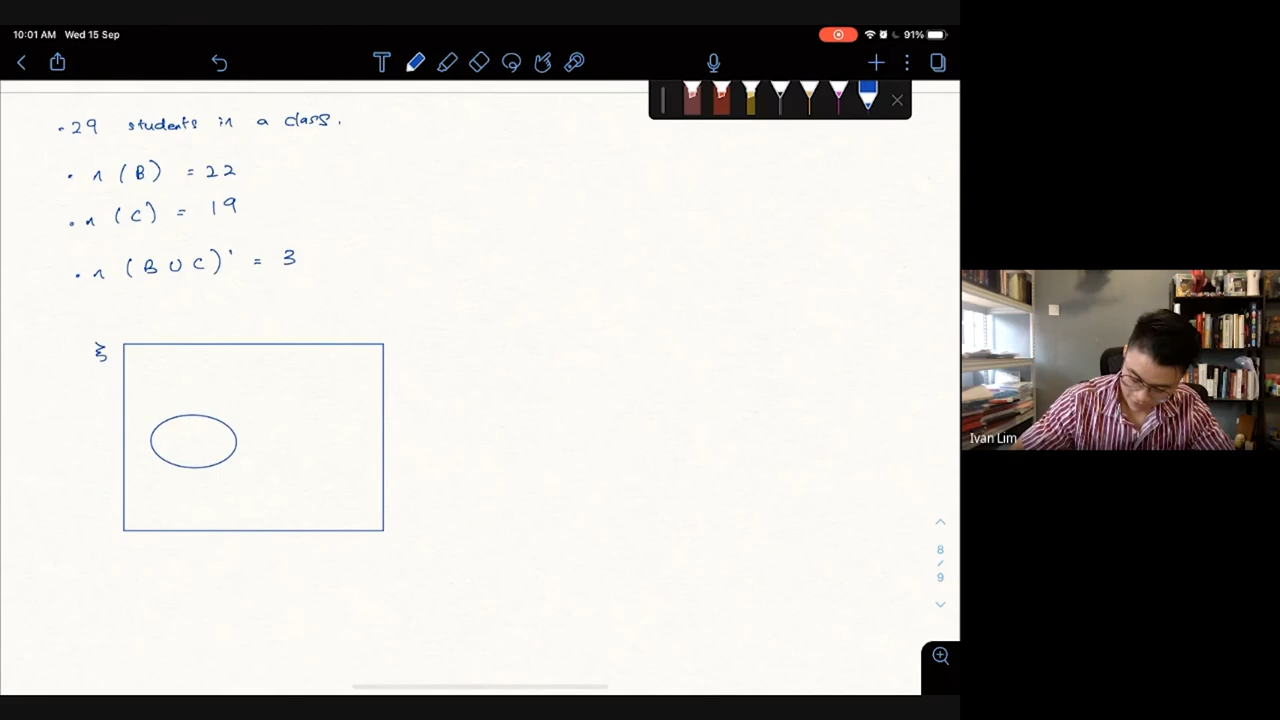 10:01 AM Wed 15 Sep
91%
• 29 students in a class.
• n (B) = 22
• n (C) = 19
• n (B ∪ C)' = 3
ξ
Ivan Lim
8
/
9